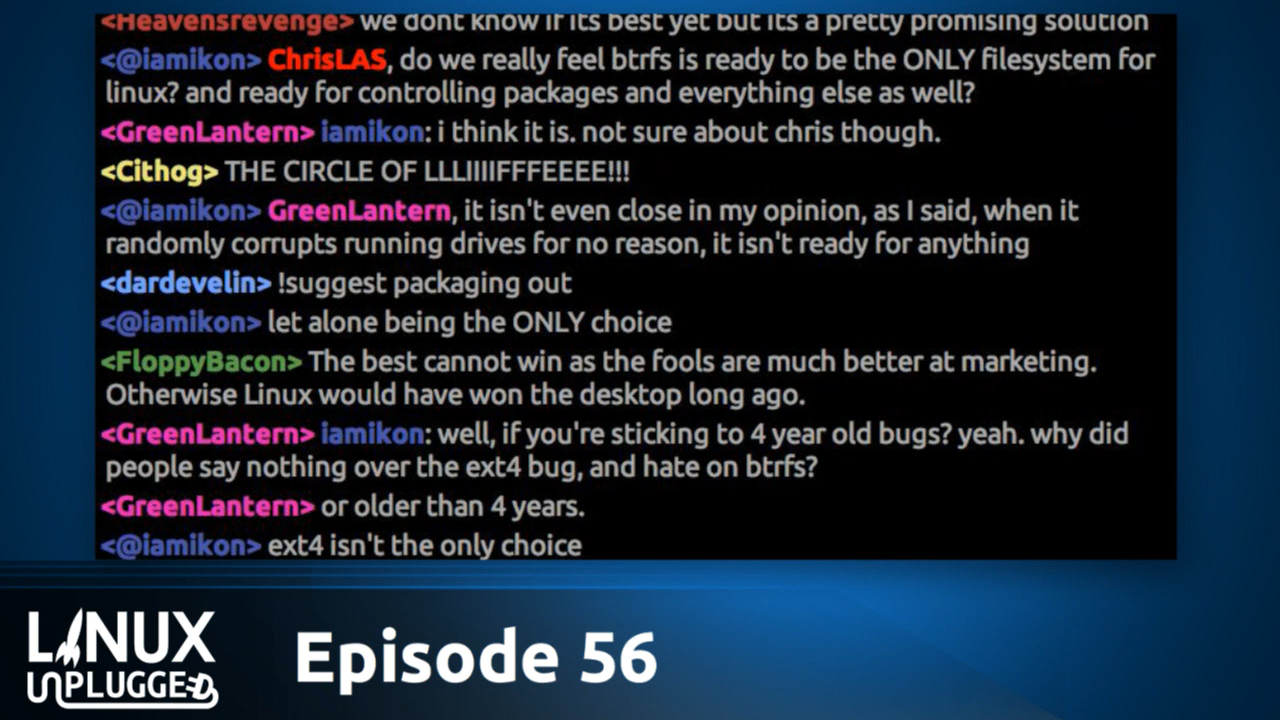 <Heavensrevenge> we dont know if its best yet but its a pretty promising solution
<@iamikon> ChrisLAS, do we really feel btrfs is ready to be the ONLY filesystem for
linux? and ready for controlling packages and everything else as well?
<GreenLantern> iamikon: i think it is. not sure about chris though.
<Cithog> THE CIRCLE OF LLLIIIIFFFEEEE!!!
<@iamikon> GreenLantern, it isn't even close in my opinion, as I said, when it
randomly corrupts running drives for no reason, it isn't ready for anything
<dardevelin> !suggest packaging out
<@iamikon> let alone being the ONLY choice
<FloppyBacon> The best cannot win as the fools are much better at marketing.
Otherwise Linux would have won the desktop long ago.
<GreenLantern> iamikon: well, if you're sticking to 4 year old bugs? yeah. why did
people say nothing over the ext4 bug, and hate on btrfs?
<GreenLantern> or older than 4 years.
<@iamikon> ext4 isn't the only choice
LINUX
UNPLUGGED
Episode 56